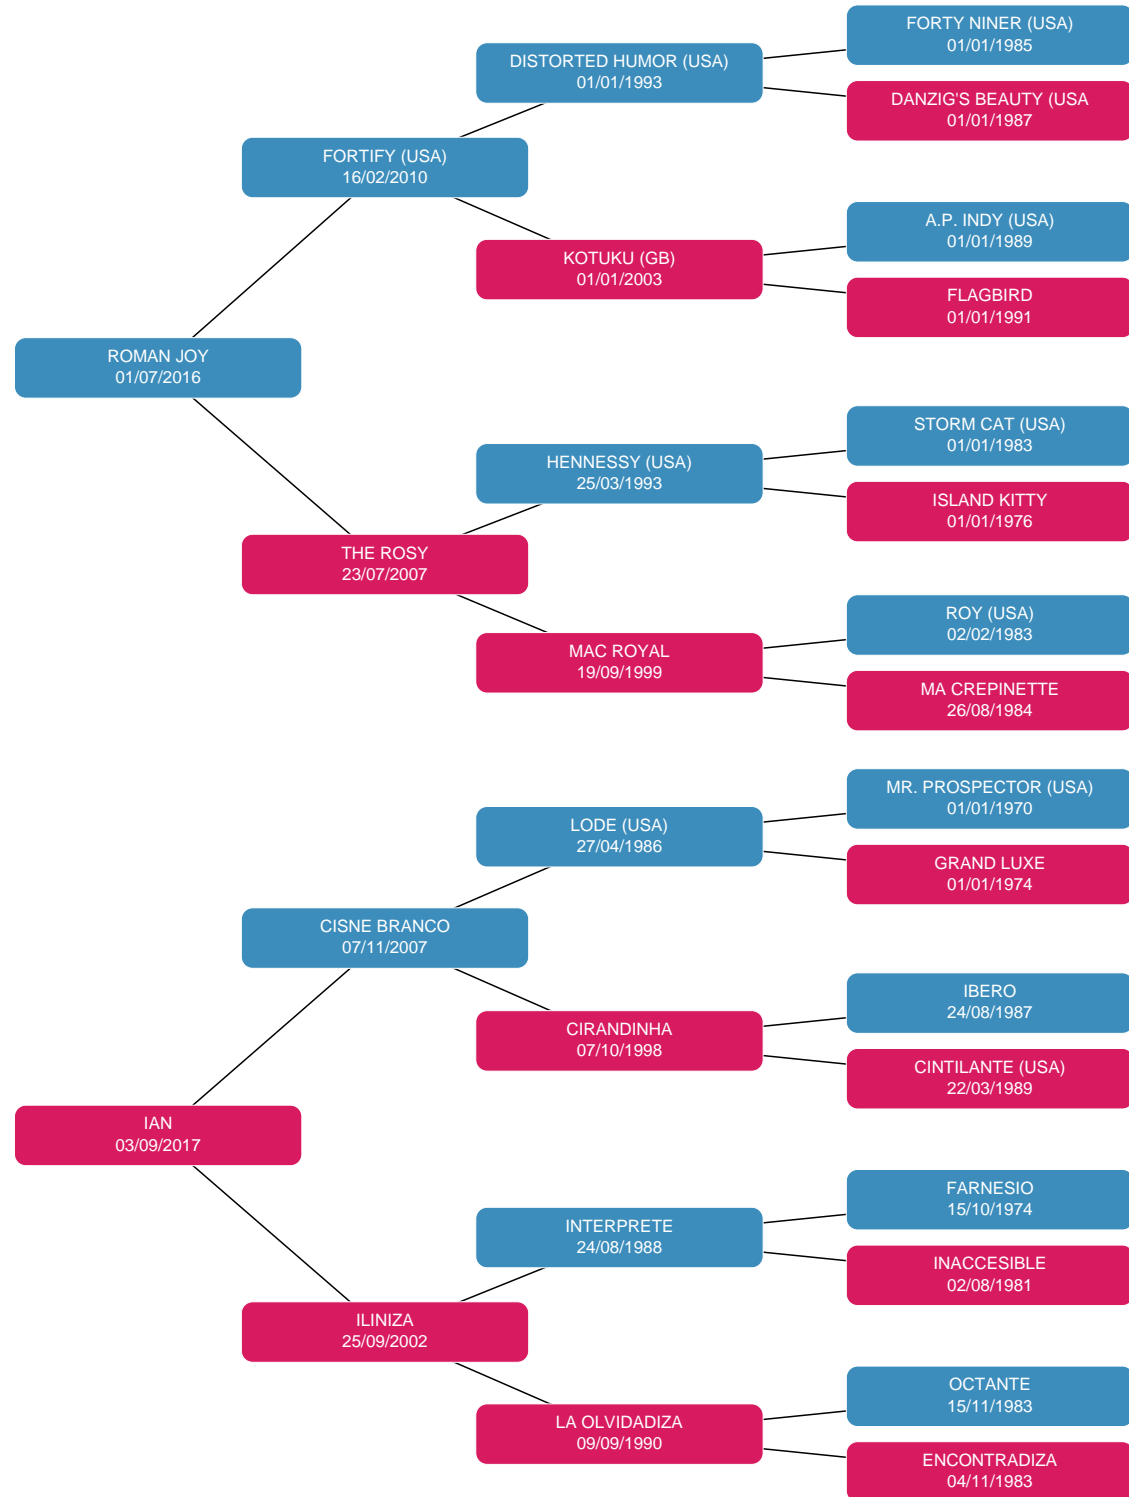 FORTY NINER (USA)
01/01/1985
DISTORTED HUMOR (USA)
01/01/1993
DANZIG'S BEAUTY (USA
01/01/1987
FORTIFY (USA)
16/02/2010
A.P. INDY (USA)
01/01/1989
KOTUKU (GB)
01/01/2003
FLAGBIRD
01/01/1991
ROMAN JOY
01/07/2016
STORM CAT (USA)
01/01/1983
HENNESSY (USA)
25/03/1993
ISLAND KITTY
01/01/1976
THE ROSY
23/07/2007
ROY (USA)
02/02/1983
MAC ROYAL
19/09/1999
MA CREPINETTE
26/08/1984
MR. PROSPECTOR (USA)
01/01/1970
LODE (USA)
27/04/1986
GRAND LUXE
01/01/1974
CISNE BRANCO
07/11/2007
IBERO
24/08/1987
CIRANDINHA
07/10/1998
CINTILANTE (USA)
22/03/1989
IAN
03/09/2017
FARNESIO
15/10/1974
INTERPRETE
24/08/1988
INACCESIBLE
02/08/1981
ILINIZA
25/09/2002
OCTANTE
15/11/1983
LA OLVIDADIZA
09/09/1990
ENCONTRADIZA
04/11/1983